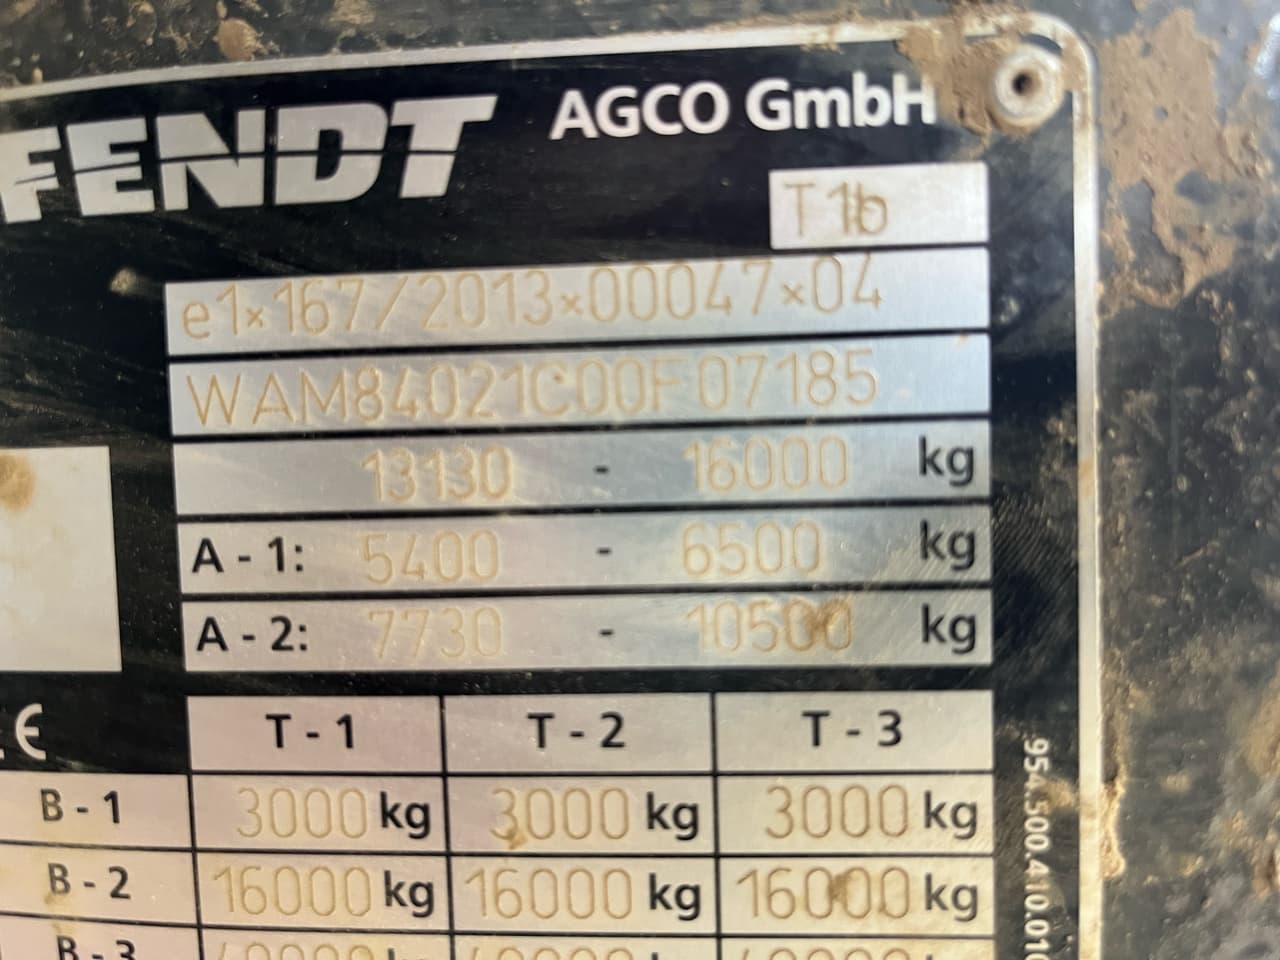 FENDT AGCO GmbH
T1b
e1×167/2013×00047×04
WAM84021C00F07185
13130 - 16000 kg
A - 1: 5400 - 6500 kg
A - 2: 7730 - 10500 kg
CE T - 1 T - 2 T - 3
B - 1 3000 kg 3000 kg 3000 kg
B - 2 16000 kg 16000 kg 16000 kg
B - 3